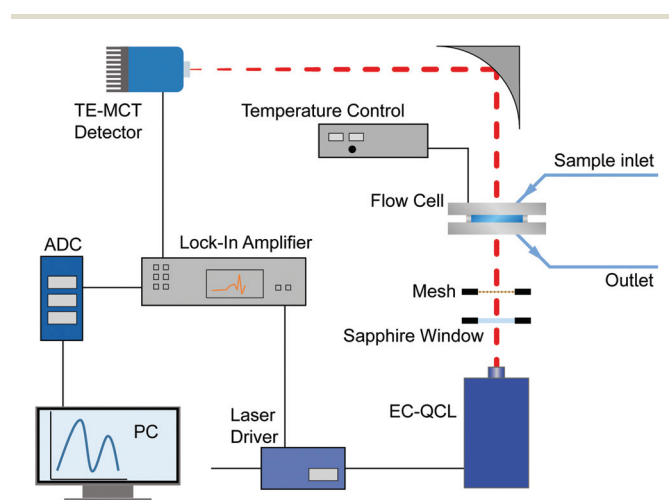 TE-MCT
Detector
Temperature Control
Sample inlet
Flow Cell
ADC
Lock-In Amplifier
Outlet
Mesh
Sapphire Window
Laser
Driver
EC-QCL
PC